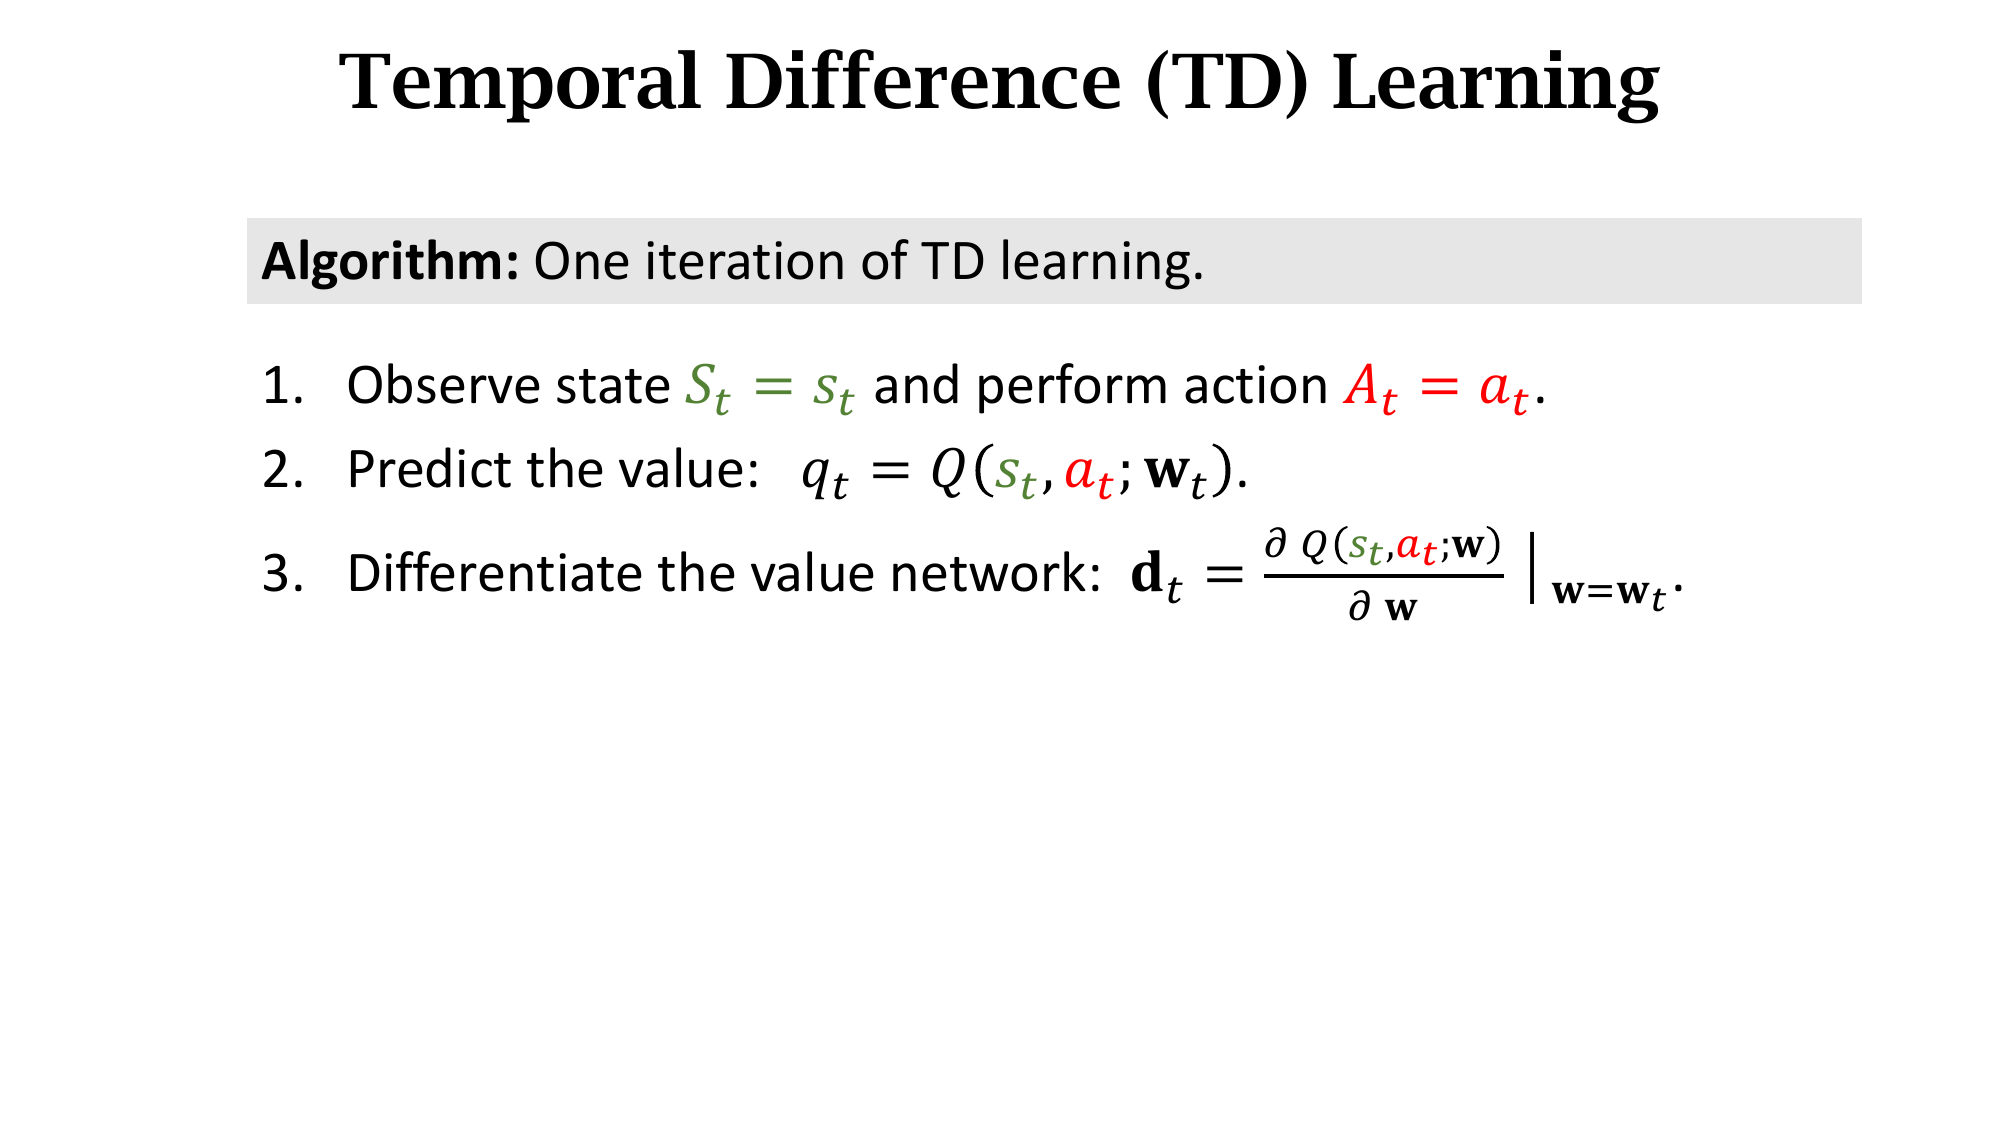 Temporal Difference (TD) Learning
Algorithm: One iteration of TD learning.
1. Observe state $S_t = s_t$ and perform action $A_t = a_t$.
2. Predict the value: $q_t = Q(s_t, a_t; \mathbf{w}_t)$.
3. Differentiate the value network: $\mathbf{d}_t = \frac{\partial\, Q(s_t, a_t; \mathbf{w})}{\partial\, \mathbf{w}} \Big|_{\mathbf{w}=\mathbf{w}_t}$.